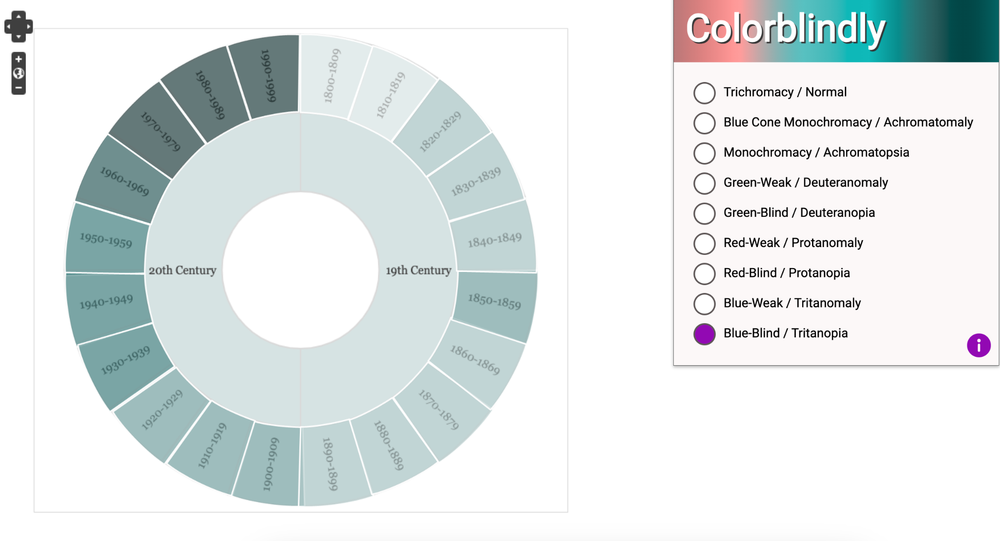 Colorblindly
Trichromacy / Normal
Blue Cone Monochromacy / Achromatomaly
Monochromacy / Achromatopsia
Green-Weak / Deuteranomaly
Green-Blind / Deuteranopia
Red-Weak / Protanomaly
Red-Blind / Protanopia
Blue-Weak / Tritanomaly
Blue-Blind / Tritanopia
i
1800-1809
1810-1819
1820-1829
1830-1839
1840-1849
1850-1859
1860-1869
1870-1879
1880-1889
1890-1899
1900-1909
1910-1919
1920-1929
1930-1939
1940-1949
1950-1959
1960-1969
1970-1979
1980-1989
1990-1999
20th Century
19th Century